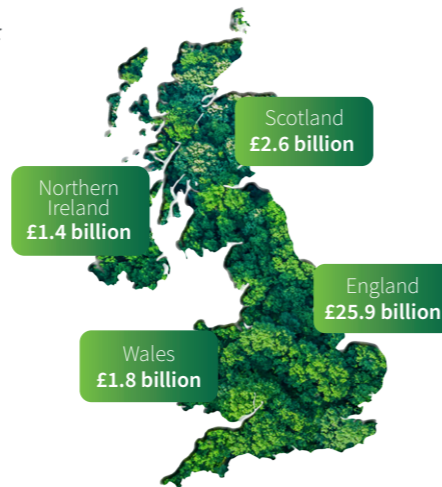 Scotland
£2.6 billion
Northern
Ireland
£1.4 billion
England
£25.9 billion
Wales
£1.8 billion